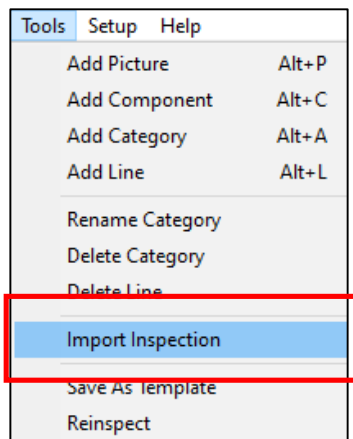 Tools Setup Help
Add Picture Alt+P
Add Component Alt+C
Add Category Alt+A
Add Line Alt+L
Rename Category
Delete Category
Delete Line
Import Inspection
Save As Template
Reinspect